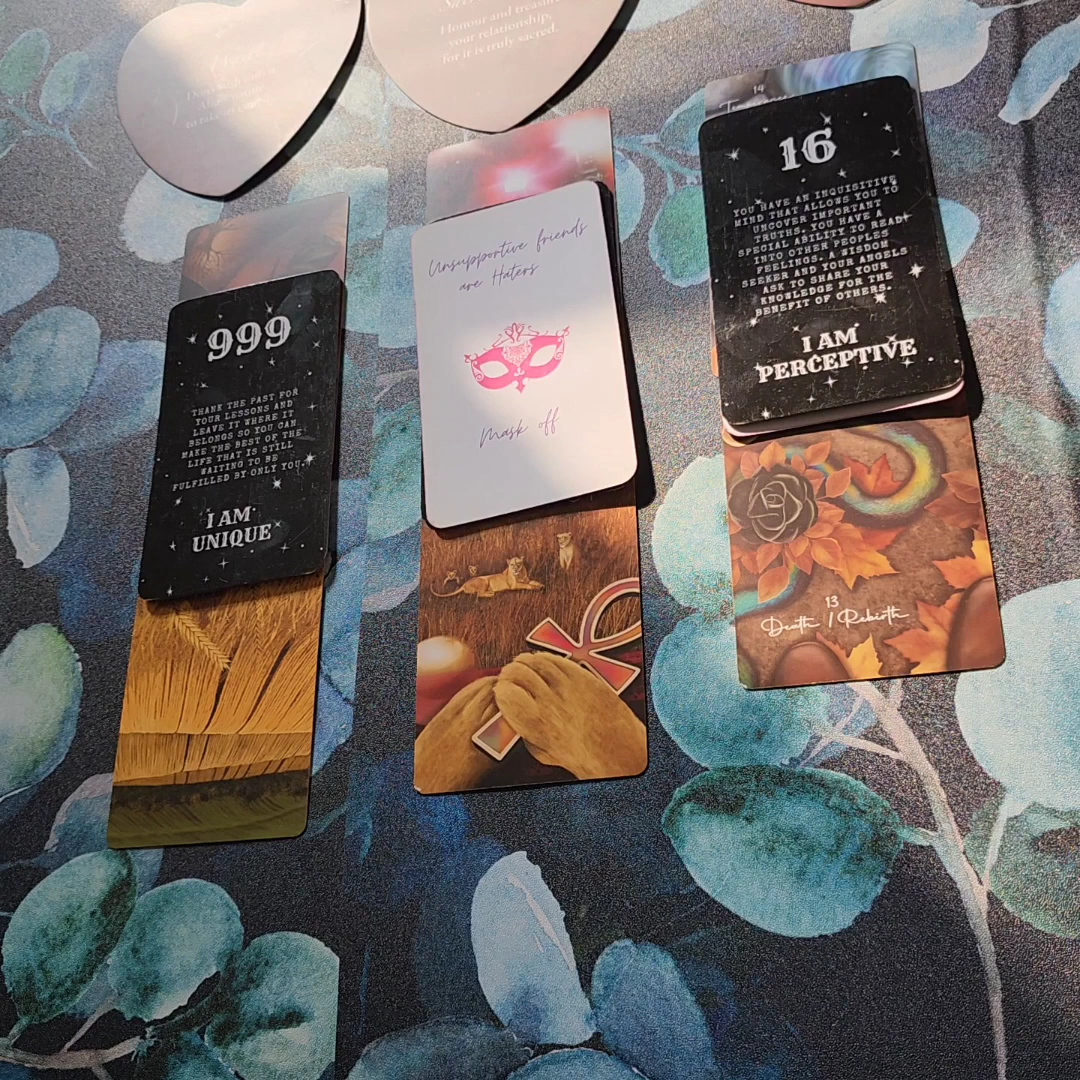 Honour and treasure
your relationship,
for it is truly sacred.
999
THANK THE PAST FOR
YOUR LESSONS AND
LEAVE IT WHERE IT
BELONGS SO YOU CAN
MAKE THE BEST OF THE
LIFE THAT IS STILL
WAITING TO BE
FULFILLED BY ONLY YOU.
I AM
UNIQUE
Unsupportive friends
are Haters
Mask off
14
16
YOU HAVE AN INQUISITIVE
MIND THAT ALLOWS YOU TO
UNCOVER IMPORTANT
TRUTHS. YOU HAVE A
SPECIAL ABILITY TO READ
INTO OTHER PEOPLES
FEELINGS. A WISDOM
SEEKER AND YOUR ANGELS
ASK TO SHARE YOUR
KNOWLEDGE FOR THE
BENEFIT OF OTHERS.
I AM
PERCEPTIVE
13
Death / Rebirth